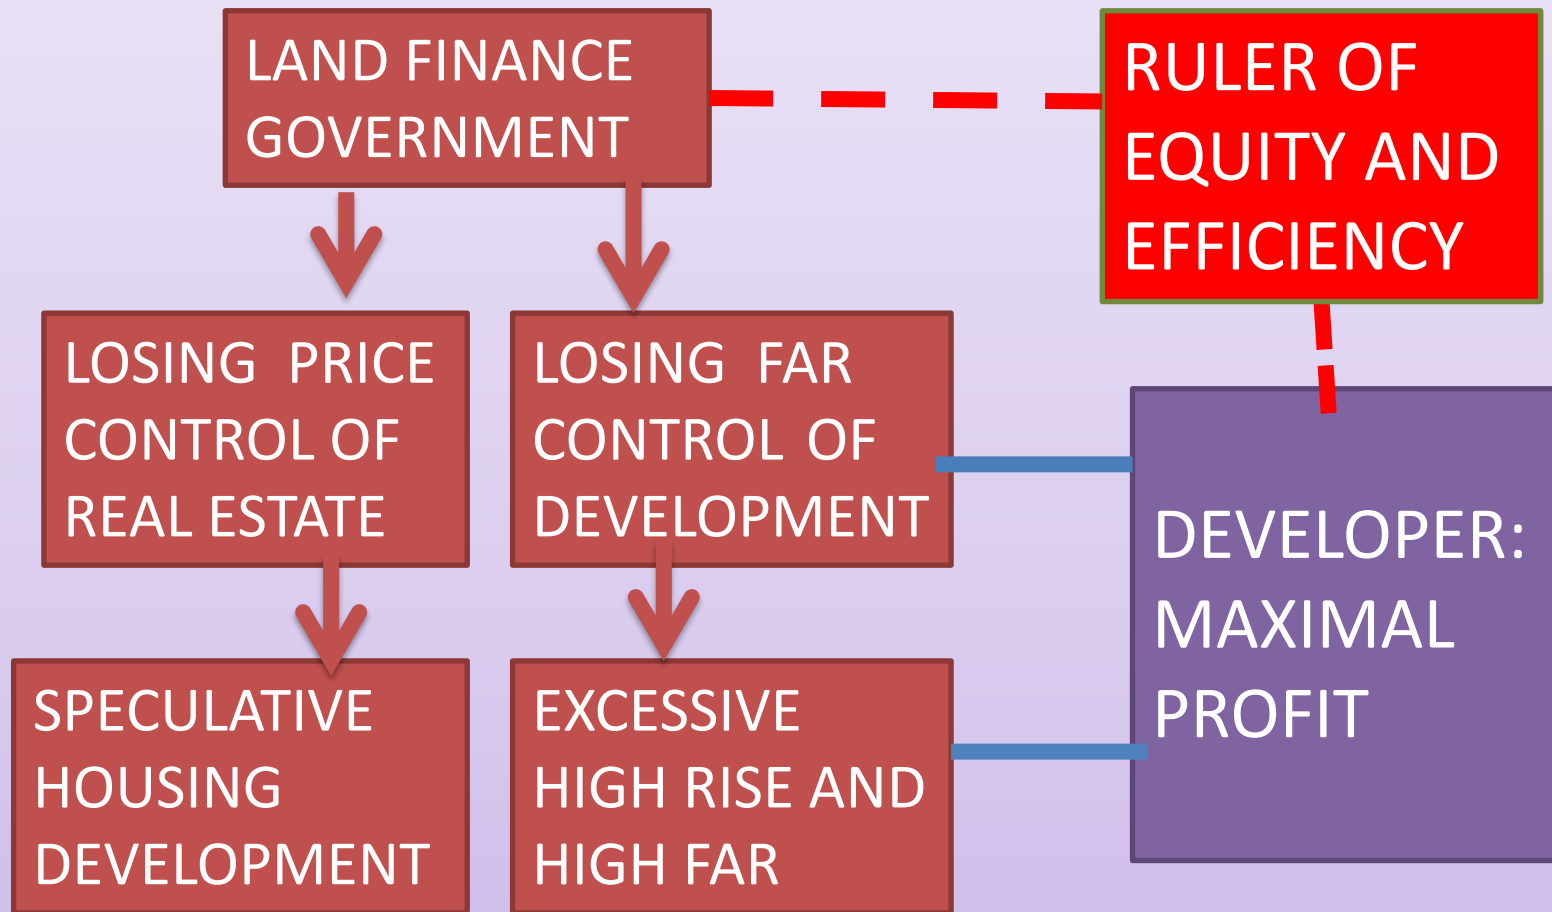 LAND FINANCE
GOVERNMENT
RULER OF
EQUITY AND
EFFICIENCY
LOSING PRICE
CONTROL OF
REAL ESTATE
LOSING FAR
CONTROL OF
DEVELOPMENT
DEVELOPER:
MAXIMAL
PROFIT
SPECULATIVE
HOUSING
DEVELOPMENT
EXCESSIVE
HIGH RISE AND
HIGH FAR